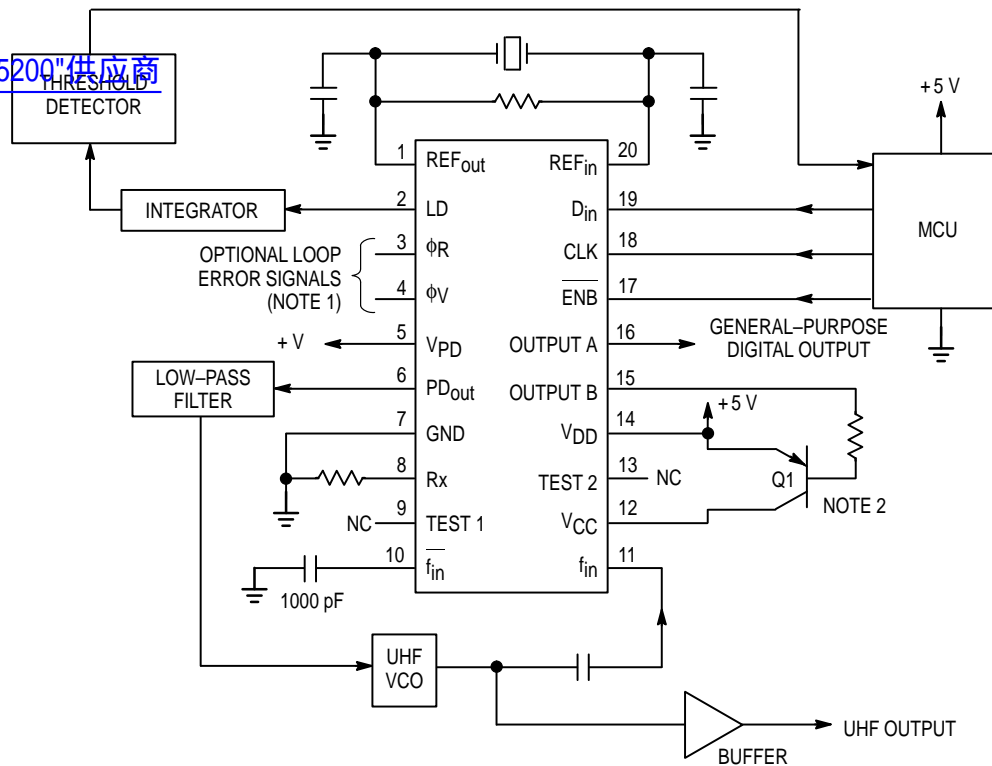 5200"供应商
THRESHOLD
DETECTOR
+ 5 V
1
REFout
REFin
20
INTEGRATOR
2
LD
Din
19
MCU
OPTIONAL LOOP
ERROR SIGNALS
(NOTE 1)
3
ϕR
CLK
18
4
ϕV
ENB
17
GENERAL–PURPOSE
DIGITAL OUTPUT
+ V
5
VPD
OUTPUT A
16
LOW–PASS
FILTER
6
PDout
OUTPUT B
15
+ 5 V
7
GND
VDD
14
8
Rx
TEST 2
13
NC
Q1
NOTE 2
NC
9
TEST 1
VCC
12
10
fin
fin
11
1000 pF
UHF
VCO
UHF OUTPUT
BUFFER